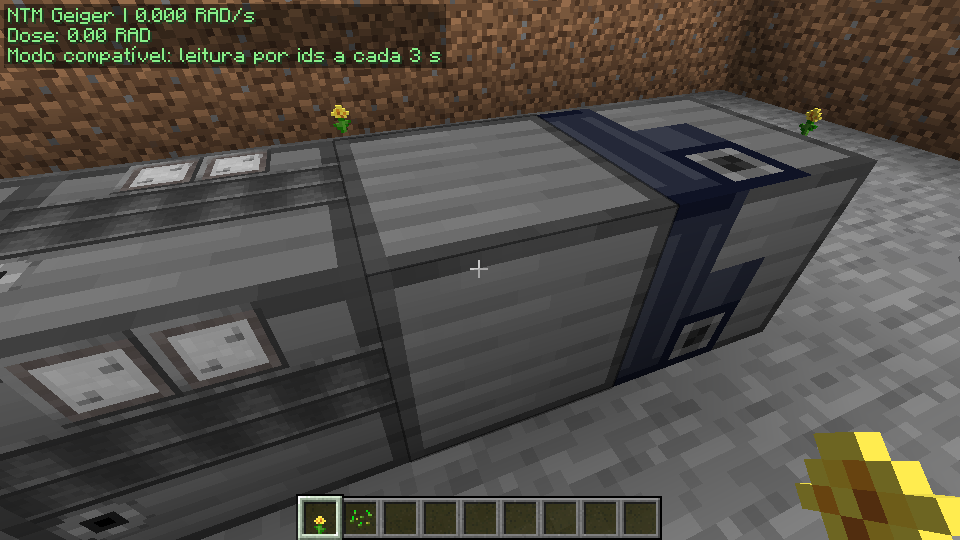 NTM Geiger | 0.000 RAD/s
Dose: 0.00 RAD
Modo compatível: leitura por ids a cada 3 s